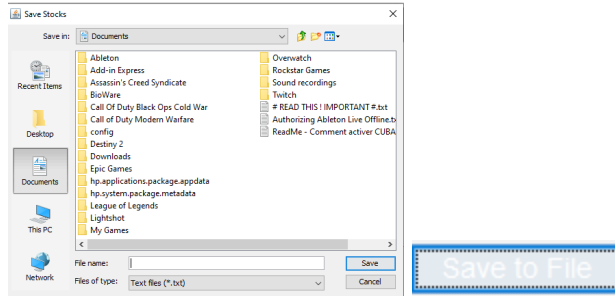 Save Stocks
Save in: Documents
Recent Items
Desktop
Documents
This PC
Network
Ableton
Add-in Express
Assassin's Creed Syndicate
BioWare
Call Of Duty Black Ops Cold War
Call of Duty Modern Warfare
config
Destiny 2
Downloads
Epic Games
hp.applications.package.appdata
hp.system.package.metadata
League of Legends
Lightshot
My Games
Overwatch
Rockstar Games
Sound recordings
Twitch
# READ THIS ! IMPORTANT #.txt
Authorizing Ableton Live Offline.t
ReadMe - Comment activer CUBA
File name: Save
Files of type: Text files (*.txt) Cancel
Save to File